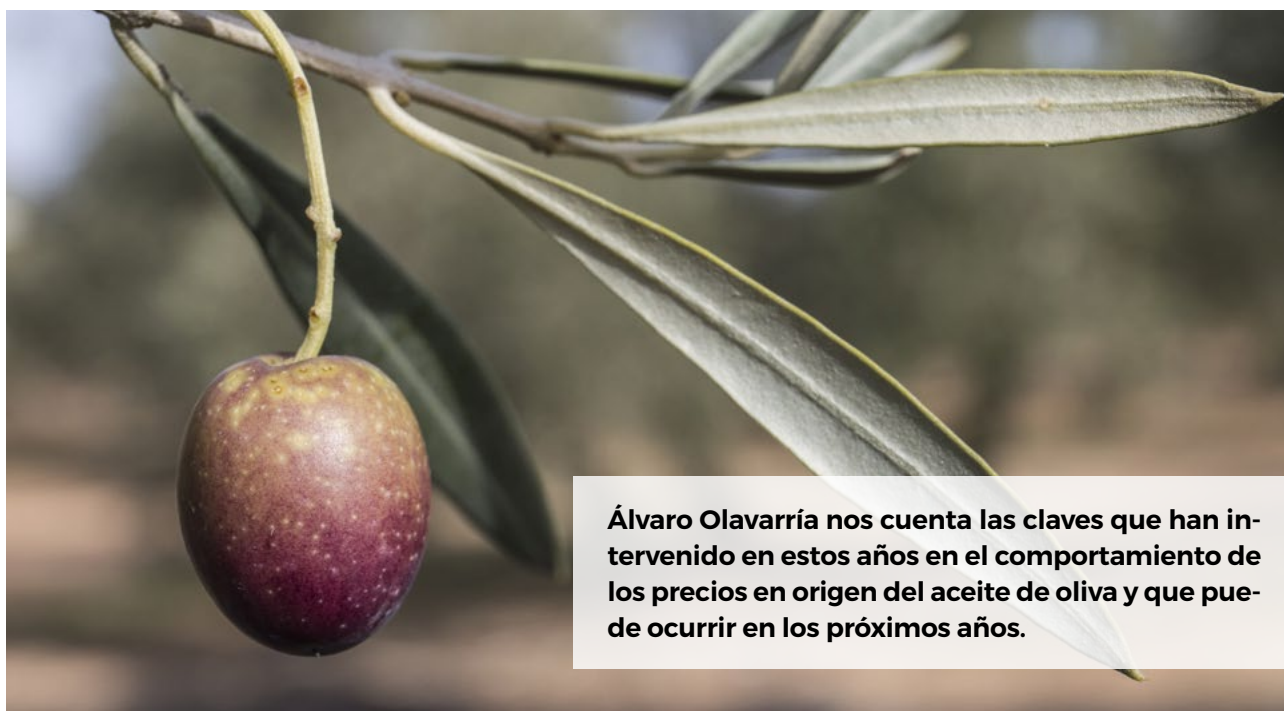 Álvaro Olavarría nos cuenta las claves que han in-
tervenido en estos años en el comportamiento de
los precios en origen del aceite de oliva y que pue-
de ocurrir en los próximos años.